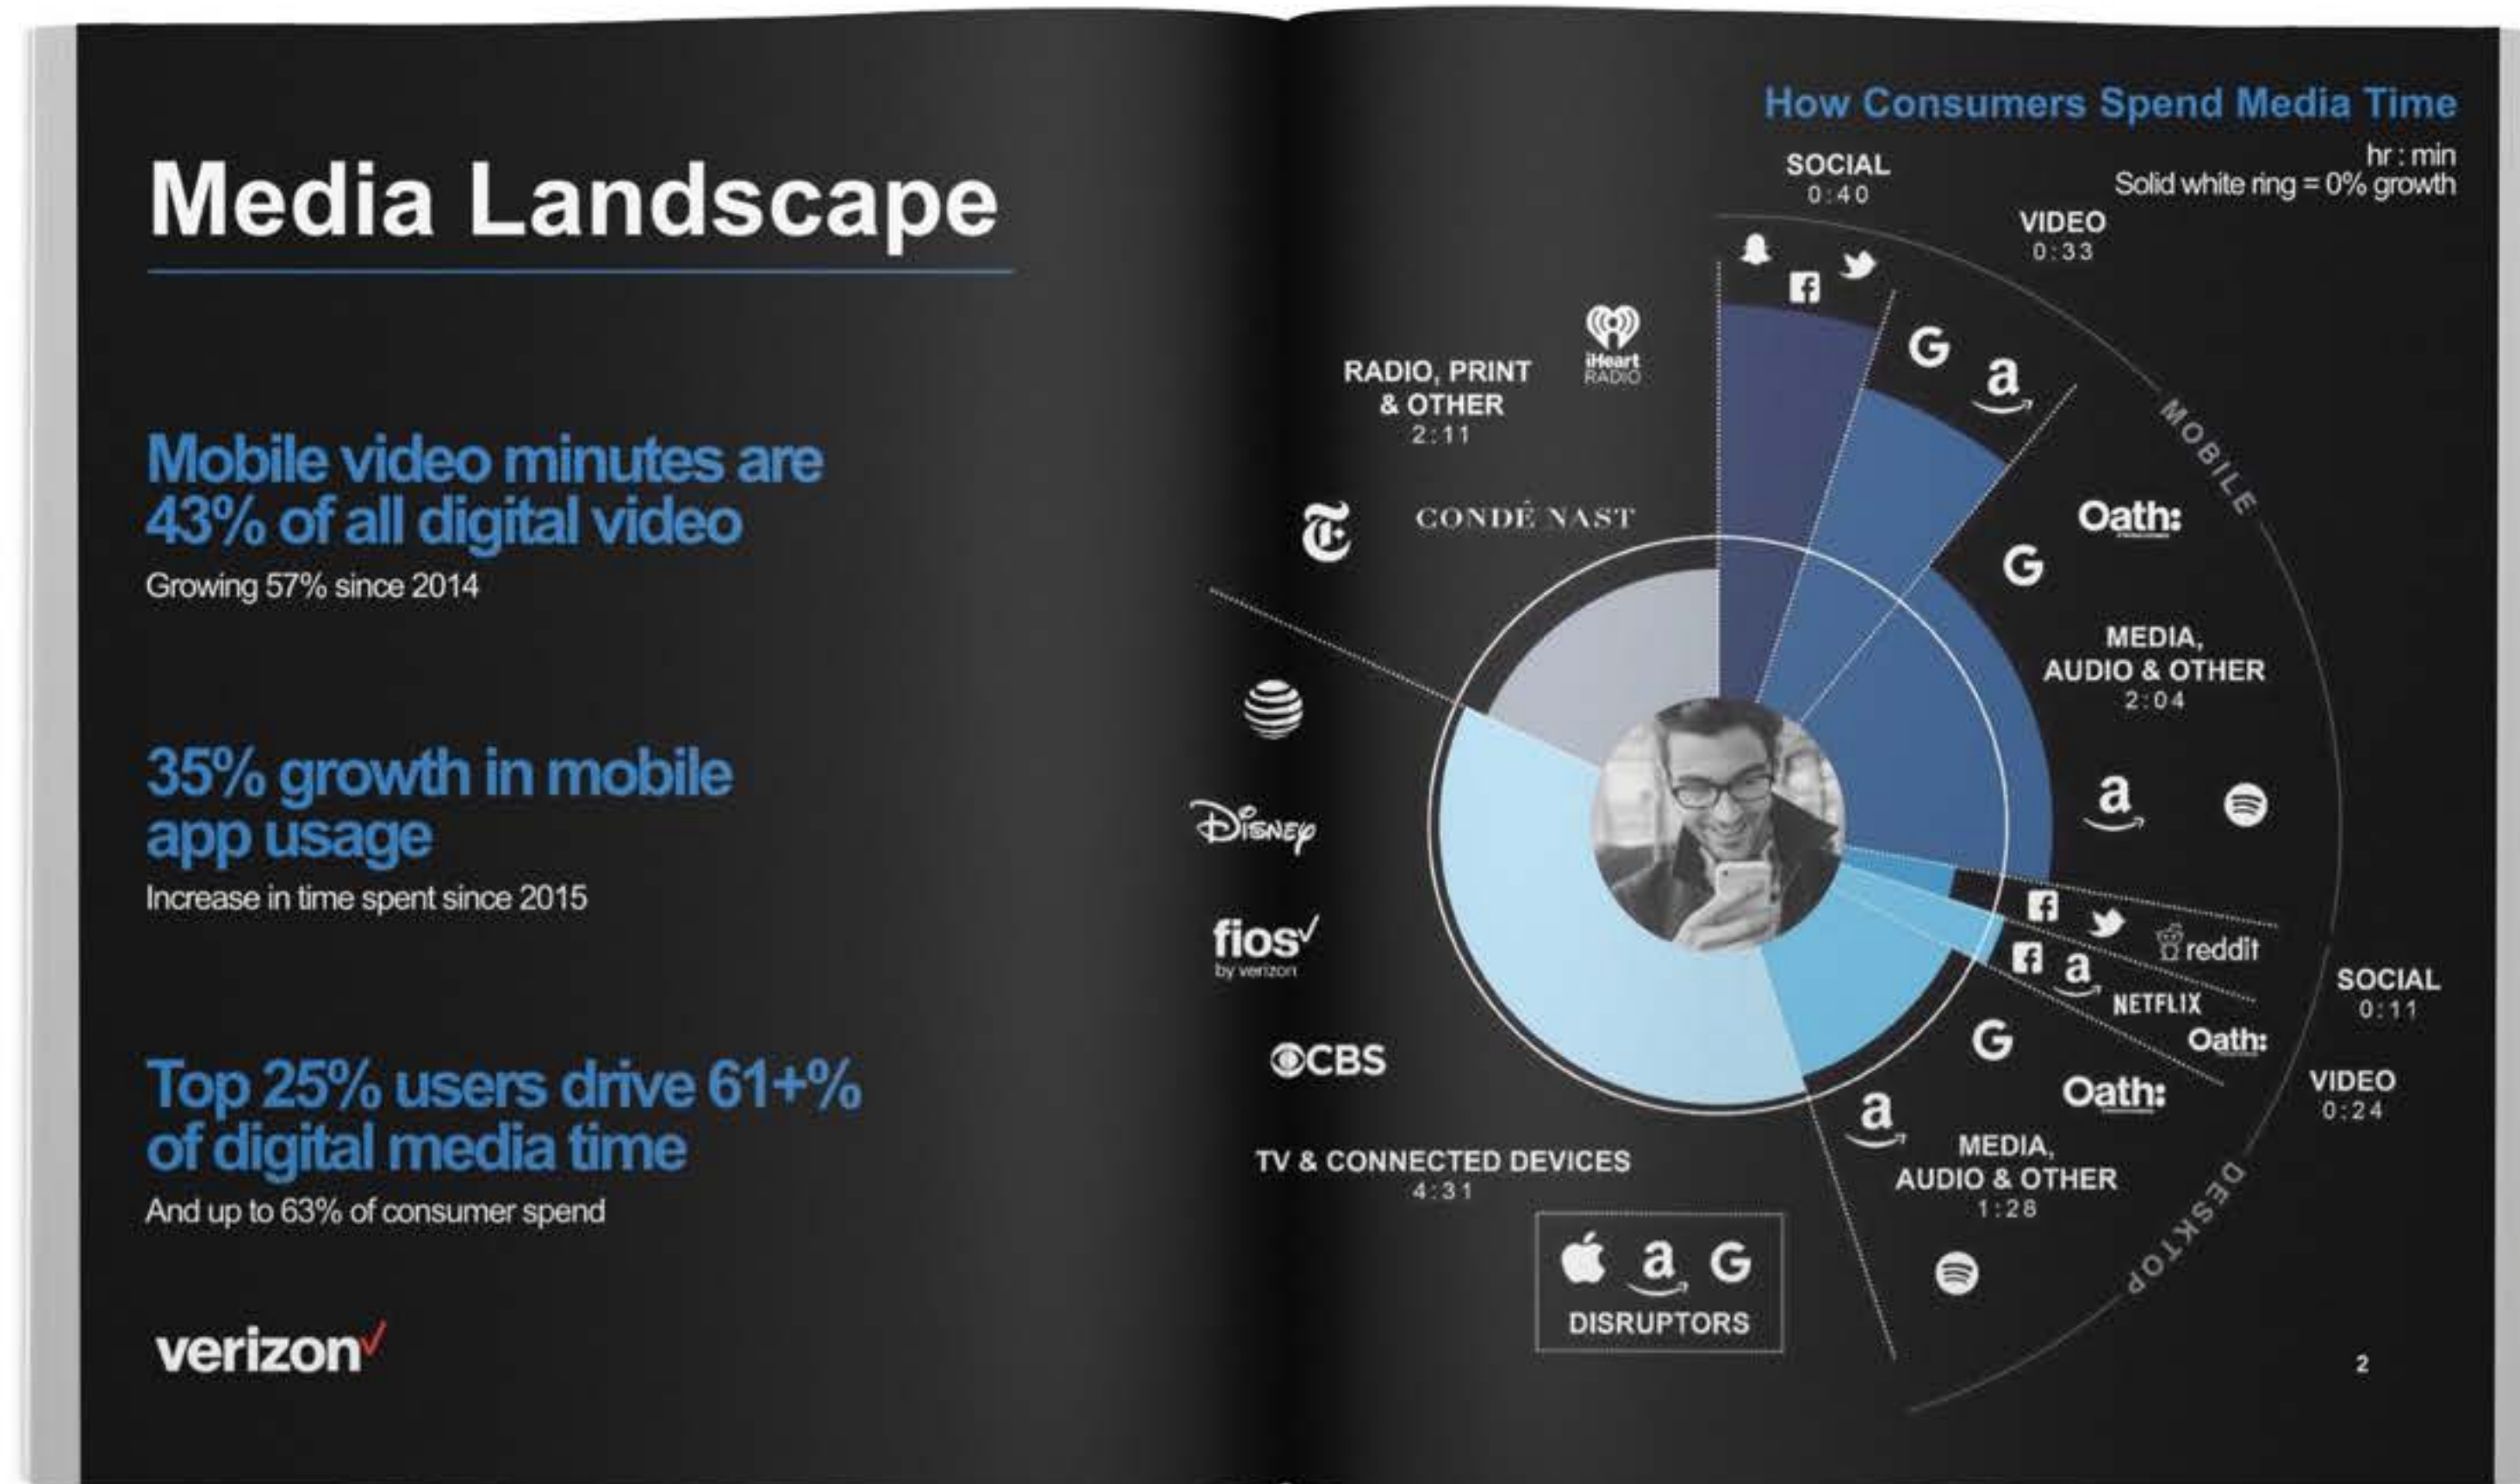 Media Landscape
Mobile video minutes are
43% of all digital video
Growing 57% since 2014
35% growth in mobile
app usage
Increase in time spent since 2015
Top 25% users drive 61+%
of digital media time
And up to 63% of consumer spend
verizon
How Consumers Spend Media Time
hr : min
Solid white ring = 0% growth
SOCIAL
0:40
VIDEO
0:33
MOBILE
Oath:
MEDIA,
AUDIO & OTHER
2:04
reddit
NETFLIX
Oath:
SOCIAL
0:11
VIDEO
0:24
Oath:
MEDIA,
AUDIO & OTHER
1:28
DESKTOP
iHeart
RADIO
RADIO, PRINT
& OTHER
2:11
CONDÉ NAST
Disney
fios
by verizon
CBS
TV & CONNECTED DEVICES
4:31
a G
DISRUPTORS
2